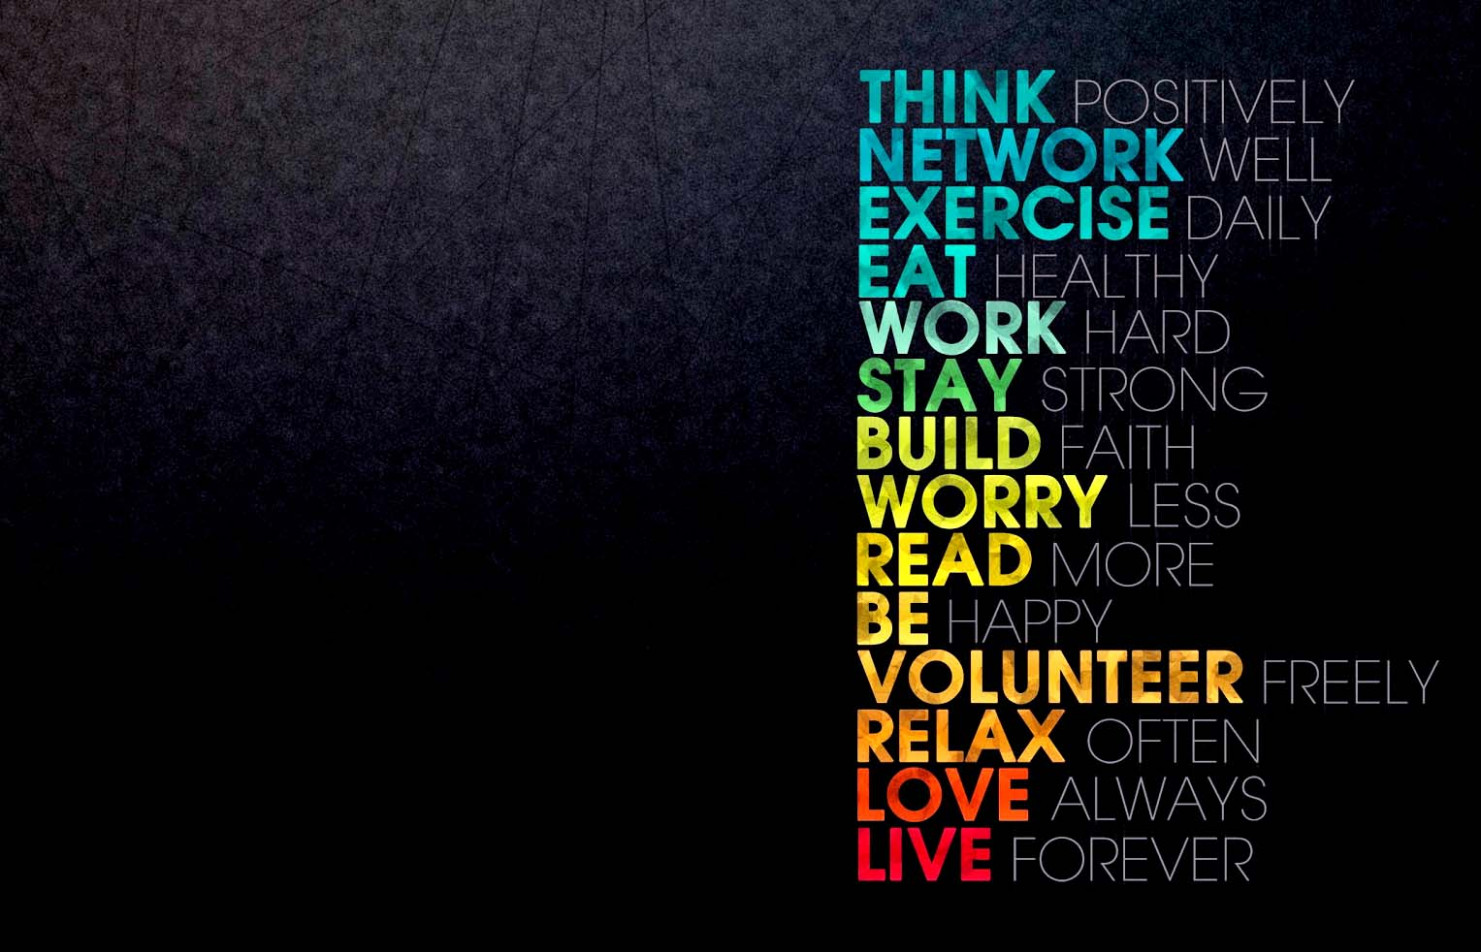 THINK POSITIVELY
NETWORK WELL
EXERCISE DAILY
EAT HEALTHY
WORK HARD
STAY STRONG
BUILD FAITH
WORRY LESS
READ MORE
BE HAPPY
VOLUNTEER FREELY
RELAX OFTEN
LOVE ALWAYS
LIVE FOREVER